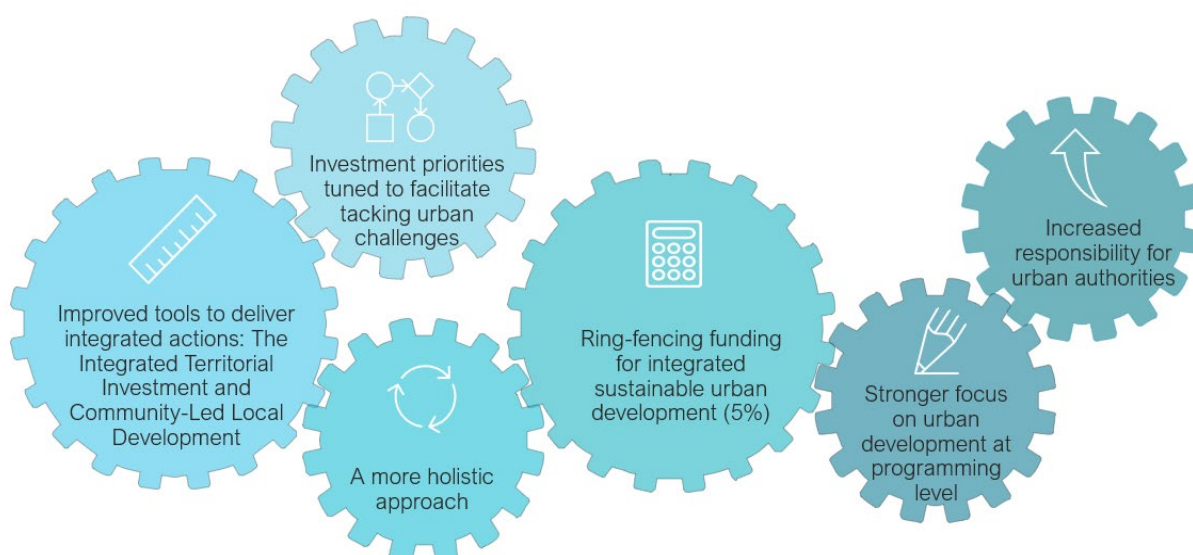 Investment priorities
tuned to facilitate
tacking urban
challenges
Improved tools to deliver
integrated actions: The
Integrated Territorial
Investment and
Community-Led Local
Development
A more holistic
approach
Ring-fencing funding
for integrated
sustainable urban
development (5%)
Stronger focus
on urban
development at
programming
level
Increased
responsibility for
urban authorities